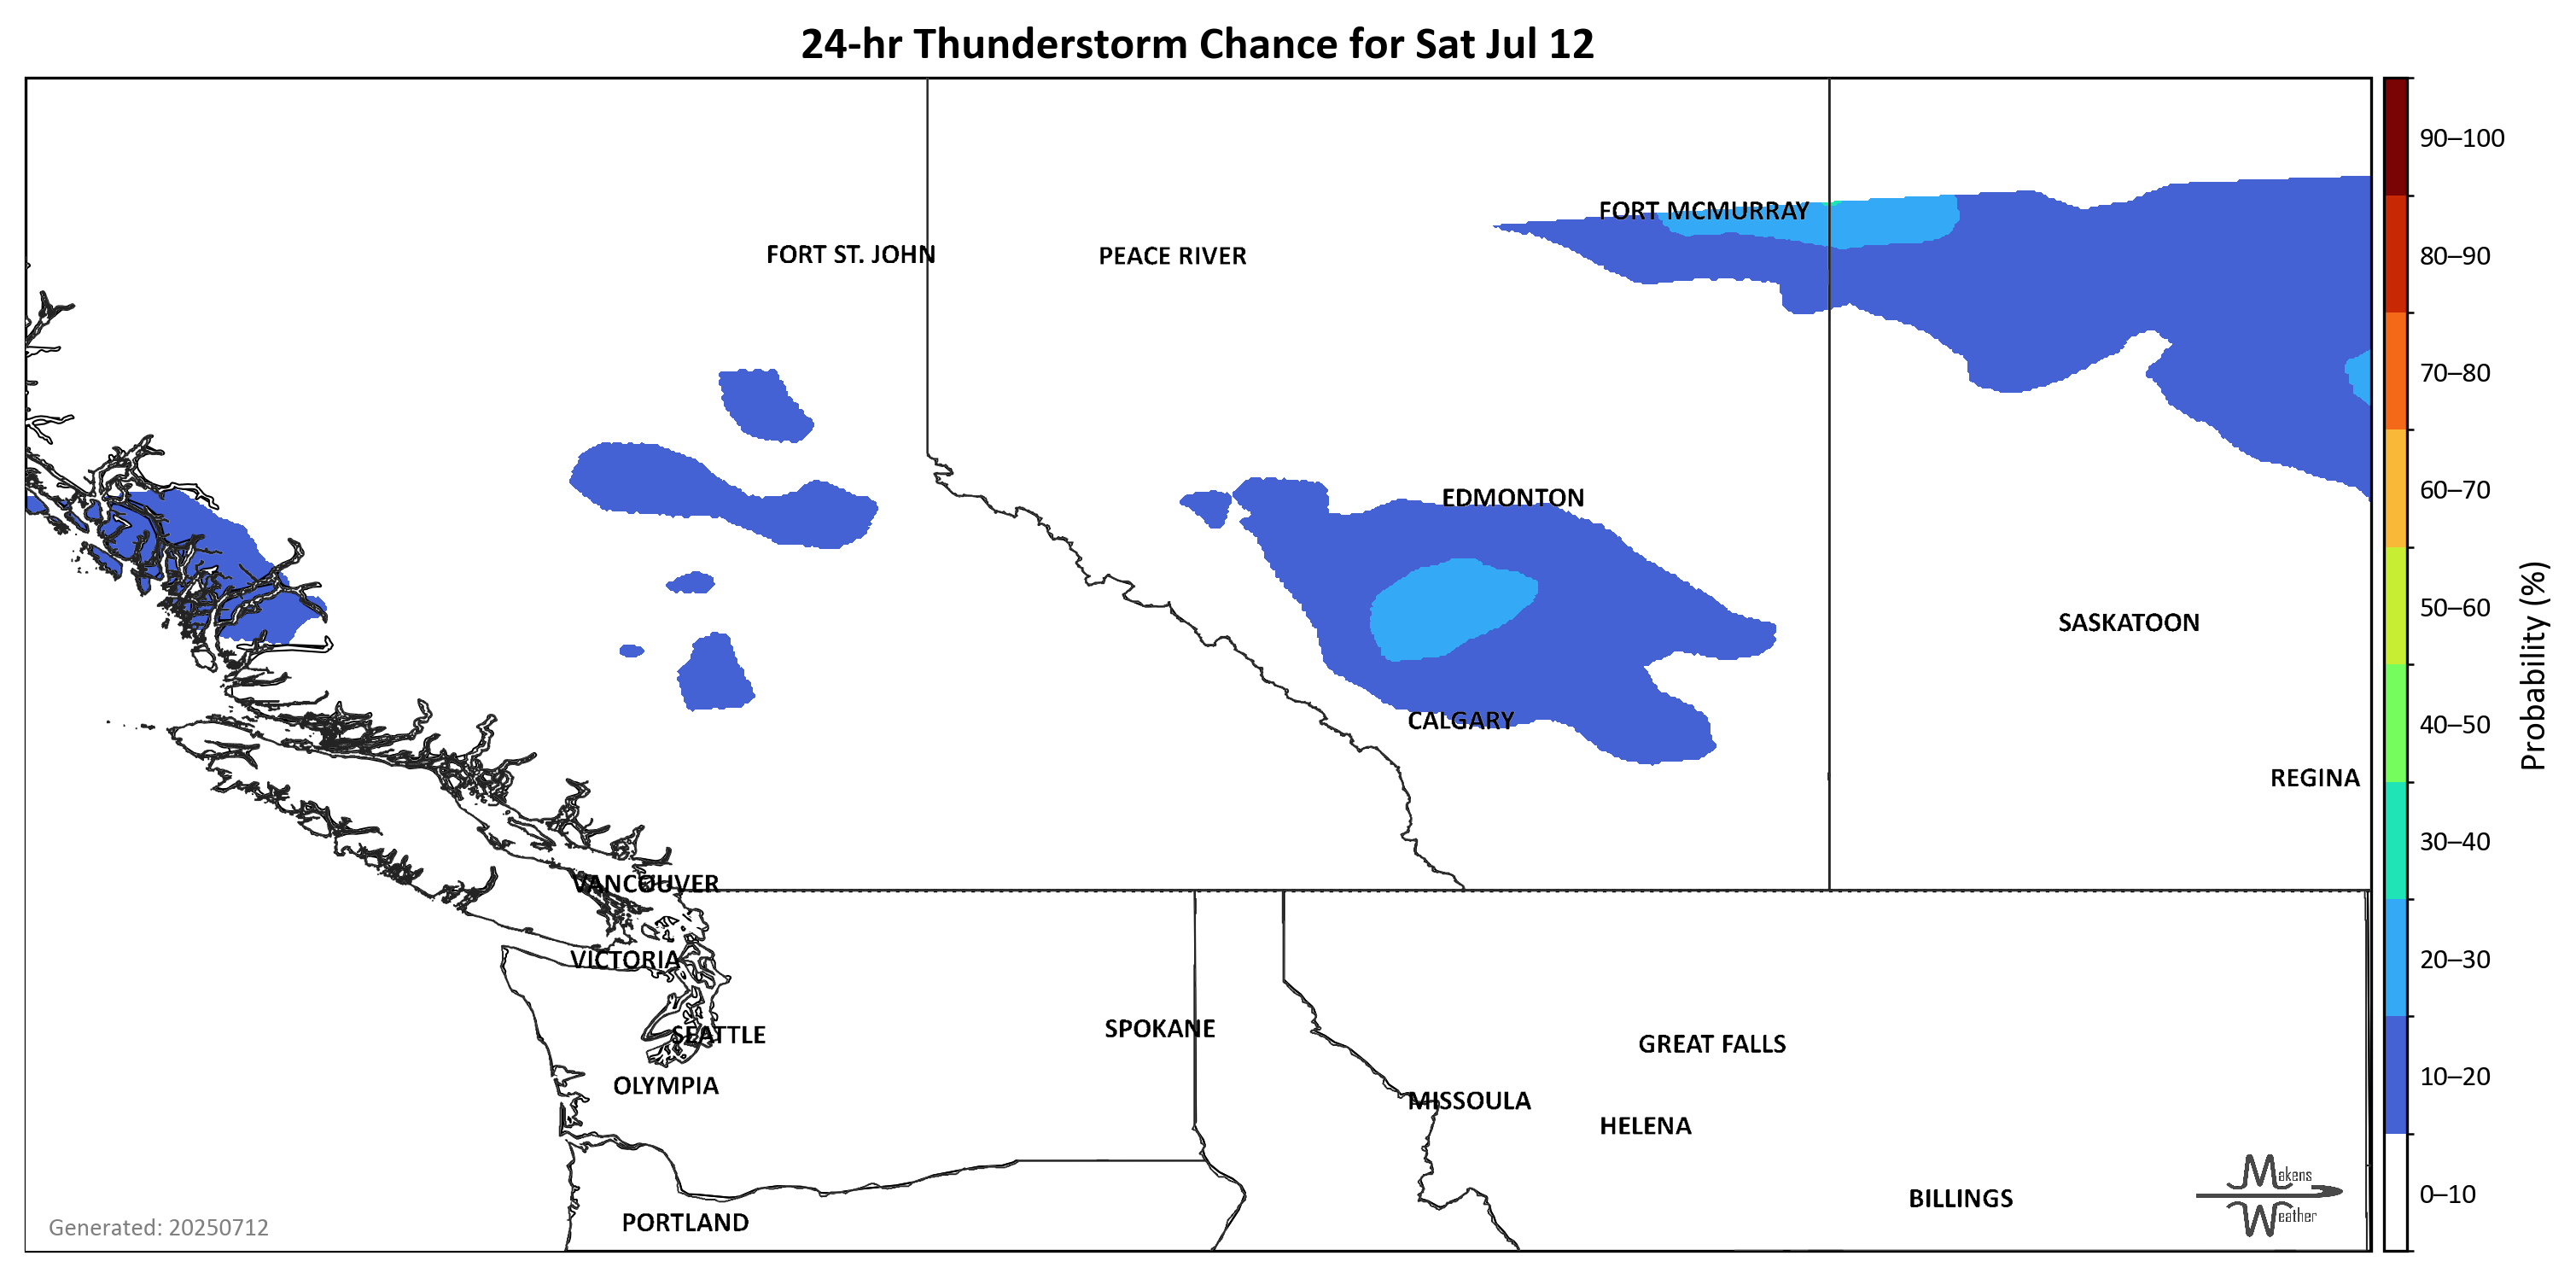 24-hr Thunderstorm Chance for Sat Jul 12
90–100
FORT MCMURRAY
FORT ST. JOHN
PEACE RIVER
80–90
70–80
EDMONTON
60–70
SASKATOON
50–60
CALGARY
40–50
Probability (%)
REGINA
30–40
VANCOUVER
VICTORIA
20–30
SEATTLE
SPOKANE
GREAT FALLS
OLYMPIA
10–20
MISSOULA
HELENA
Makens
Weather
BILLINGS
0–10
PORTLAND
Generated: 20250712